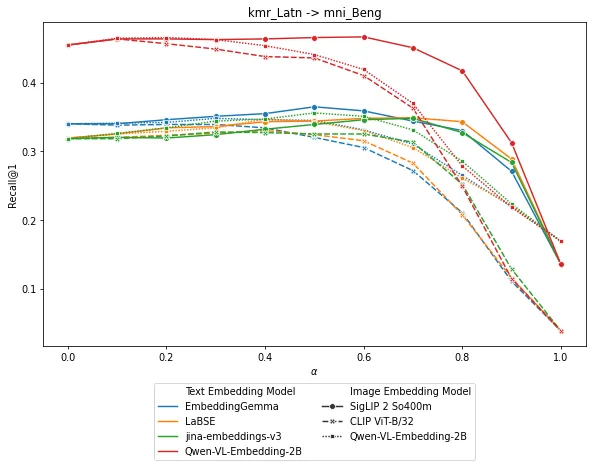 kmr_Latn -> mni_Beng
Recall@1
0.4
0.3
0.2
0.1
0.0 0.2 0.4 0.6 0.8 1.0
α
Text Embedding Model
EmbeddingGemma
LaBSE
jina-embeddings-v3
Qwen-VL-Embedding-2B
Image Embedding Model
SigLIP 2 So400m
CLIP ViT-B/32
Qwen-VL-Embedding-2B